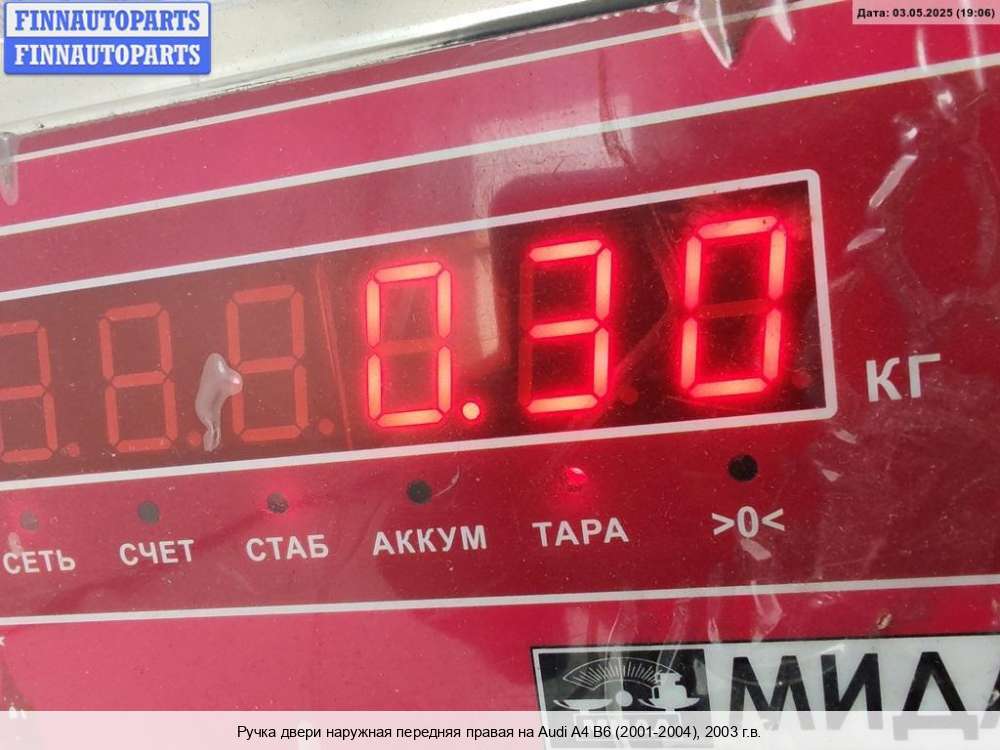 FINNAUTOPARTS
FINNAUTOPARTS
Дата: 03.05.2025 (19:06)
0.30
КГ
СЕТЬ СЧЕТ СТАБ АККУМ ТАРА >0<
Ручка двери наружная передняя правая на Audi A4 B6 (2001-2004), 2003 г.в.